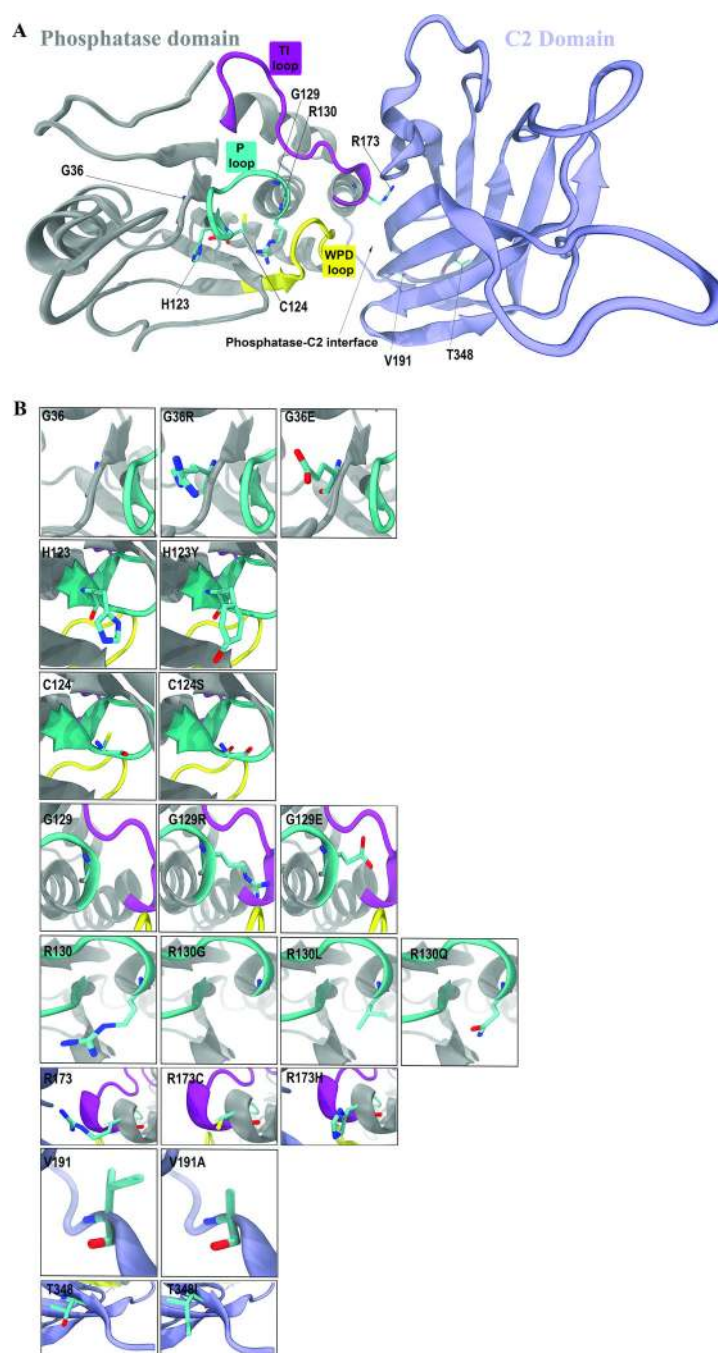 A
Phosphatase domain
C2 Domain
TI
loop
G129
R130
R173
P
loop
G36
WPD
loop
H123
C124
Phosphatase-C2 interface
V191
T348
B
G36
G36R
G36E
H123
H123Y
C124
C124S
G129
G129R
G129E
R130
R130G
R130L
R130Q
R173
R173C
R173H
V191
V191A
T348
T348I